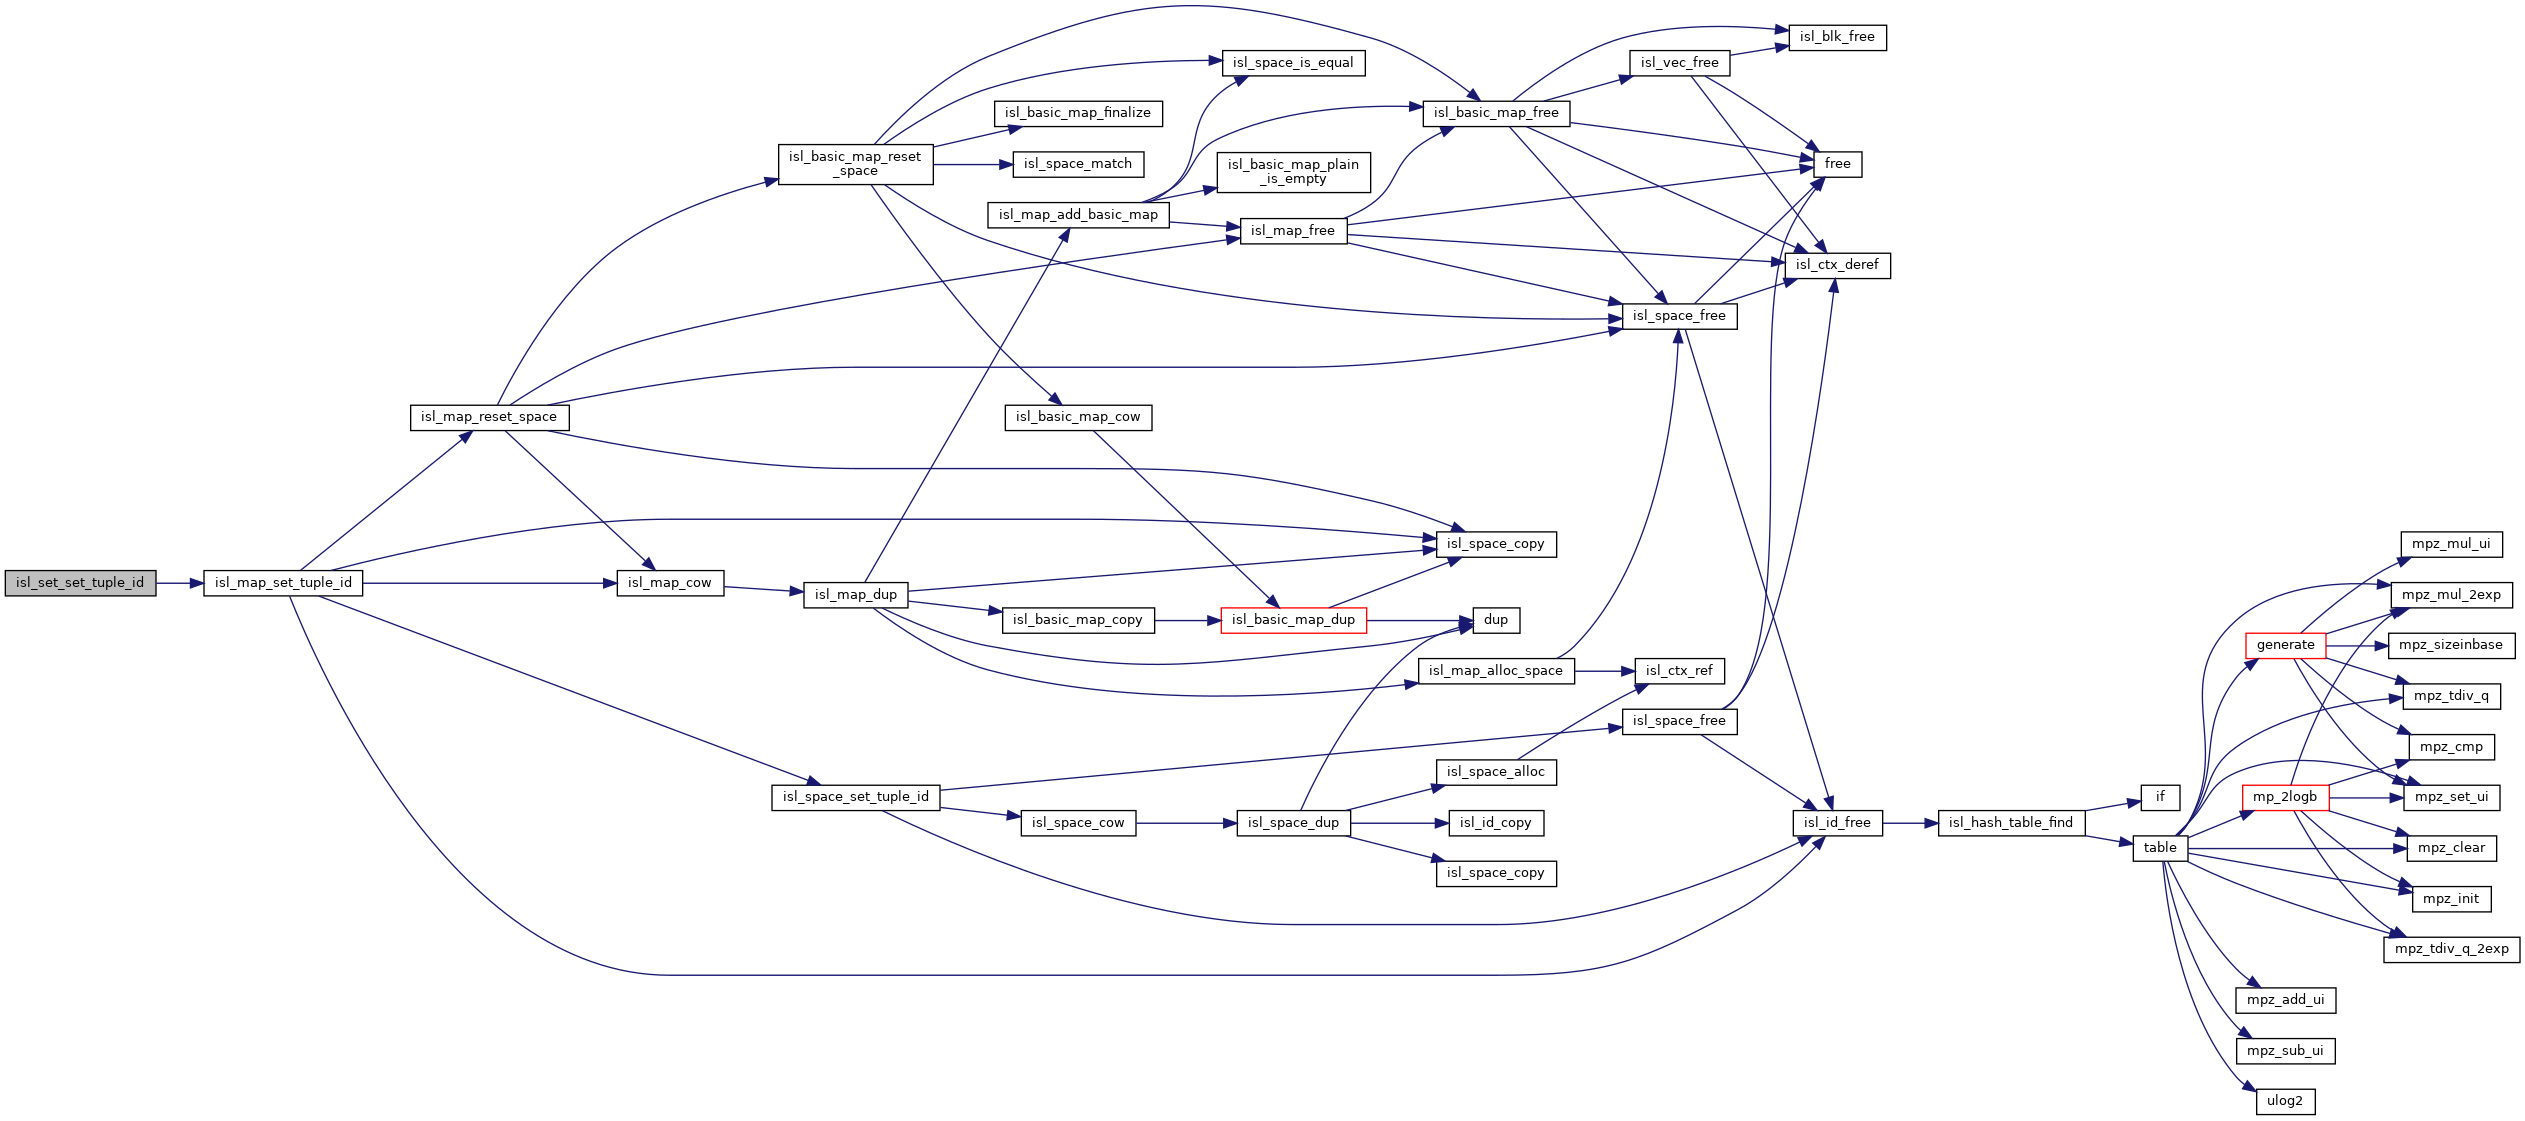 isl_set_set_tuple_id
isl_map_set_tuple_id
isl_map_reset_space
isl_map_cow
isl_basic_map_reset
_space
isl_map_dup
isl_space_set_tuple_id
isl_basic_map_finalize
isl_space_match
isl_map_add_basic_map
isl_basic_map_cow
isl_basic_map_copy
isl_space_cow
isl_space_is_equal
isl_basic_map_plain
_is_empty
isl_map_free
isl_basic_map_dup
isl_space_dup
isl_basic_map_free
isl_space_copy
dup
isl_map_alloc_space
isl_space_alloc
isl_id_copy
isl_space_copy
isl_vec_free
isl_space_free
isl_ctx_ref
isl_space_free
isl_blk_free
free
isl_ctx_deref
isl_id_free
isl_hash_table_find
if
table
generate
mp_2logb
mpz_add_ui
mpz_sub_ui
ulog2
mpz_mul_ui
mpz_mul_2exp
mpz_sizeinbase
mpz_tdiv_q
mpz_cmp
mpz_set_ui
mpz_clear
mpz_init
mpz_tdiv_q_2exp